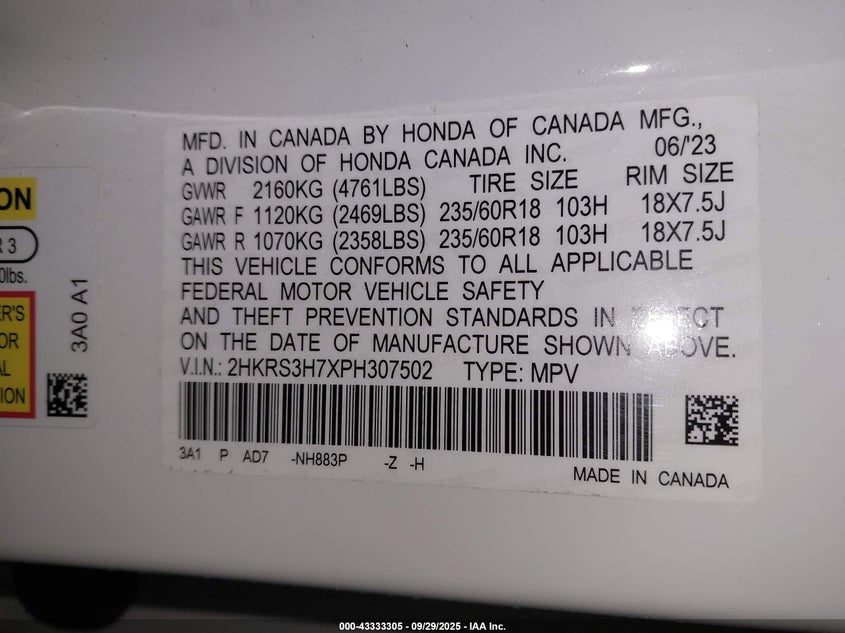 MFD. IN CANADA BY HONDA OF CANADA MFG.,
A DIVISION OF HONDA CANADA INC. 06/'23
GVWR 2160KG (4761LBS) TIRE SIZE RIM SIZE
GAWR F 1120KG (2469LBS) 235/60R18 103H 18X7.5J
GAWR R 1070KG (2358LBS) 235/60R18 103H 18X7.5J
THIS VEHICLE CONFORMS TO ALL APPLICABLE
FEDERAL MOTOR VEHICLE SAFETY
AND THEFT PREVENTION STANDARDS IN
ON THE DATE OF MANUFACTURE SHOWN
V.I.N.: 2HKRS3H7XPH307502 TYPE: MPV
3A1 P AD7 -NH883P -Z -H
MADE IN CANADA
3A0 A1
000-43333305 - 09/29/2025 - IAA Inc.